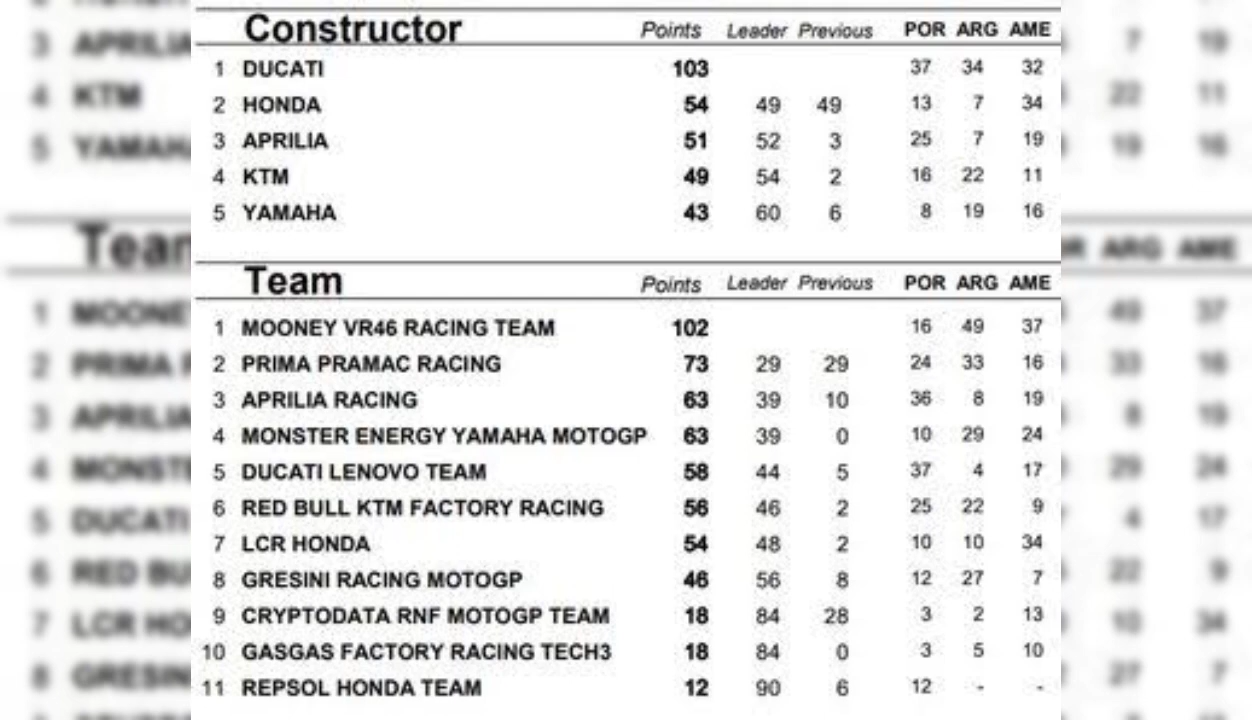 Constructor Points Leader Previous POR ARG AME
1 DUCATI 103 37 34 32
2 HONDA 54 49 49 13 7 34
3 APRILIA 51 52 3 25 7 19
4 KTM 49 54 2 16 22 11
5 YAMAHA 43 60 6 8 19 16
Team Points Leader Previous POR ARG AME
1 MOONEY VR46 RACING TEAM 102 16 49 37
2 PRIMA PRAMAC RACING 73 29 29 24 33 16
3 APRILIA RACING 63 39 10 36 8 19
4 MONSTER ENERGY YAMAHA MOTOGP 63 39 0 10 29 24
5 DUCATI LENOVO TEAM 58 44 5 37 4 17
6 RED BULL KTM FACTORY RACING 56 46 2 25 22 9
7 LCR HONDA 54 48 2 10 10 34
8 GRESINI RACING MOTOGP 46 56 8 12 27 7
9 CRYPTODATA RNF MOTOGP TEAM 18 84 28 3 2 13
10 GASGAS FACTORY RACING TECH3 18 84 0 3 5 10
11 REPSOL HONDA TEAM 12 90 6 12 - -